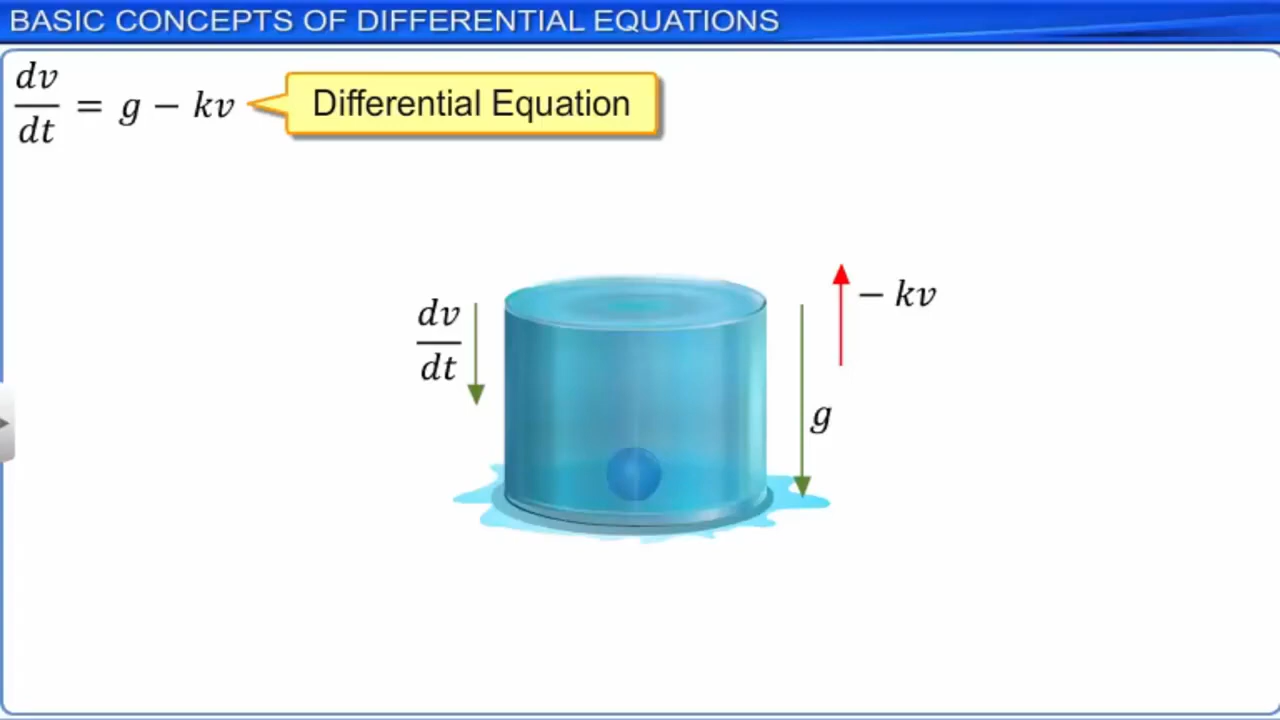 BASIC CONCEPTS OF DIFFERENTIAL EQUATIONS
dv/dt = g − kv
Differential Equation
dv/dt
− kv
g